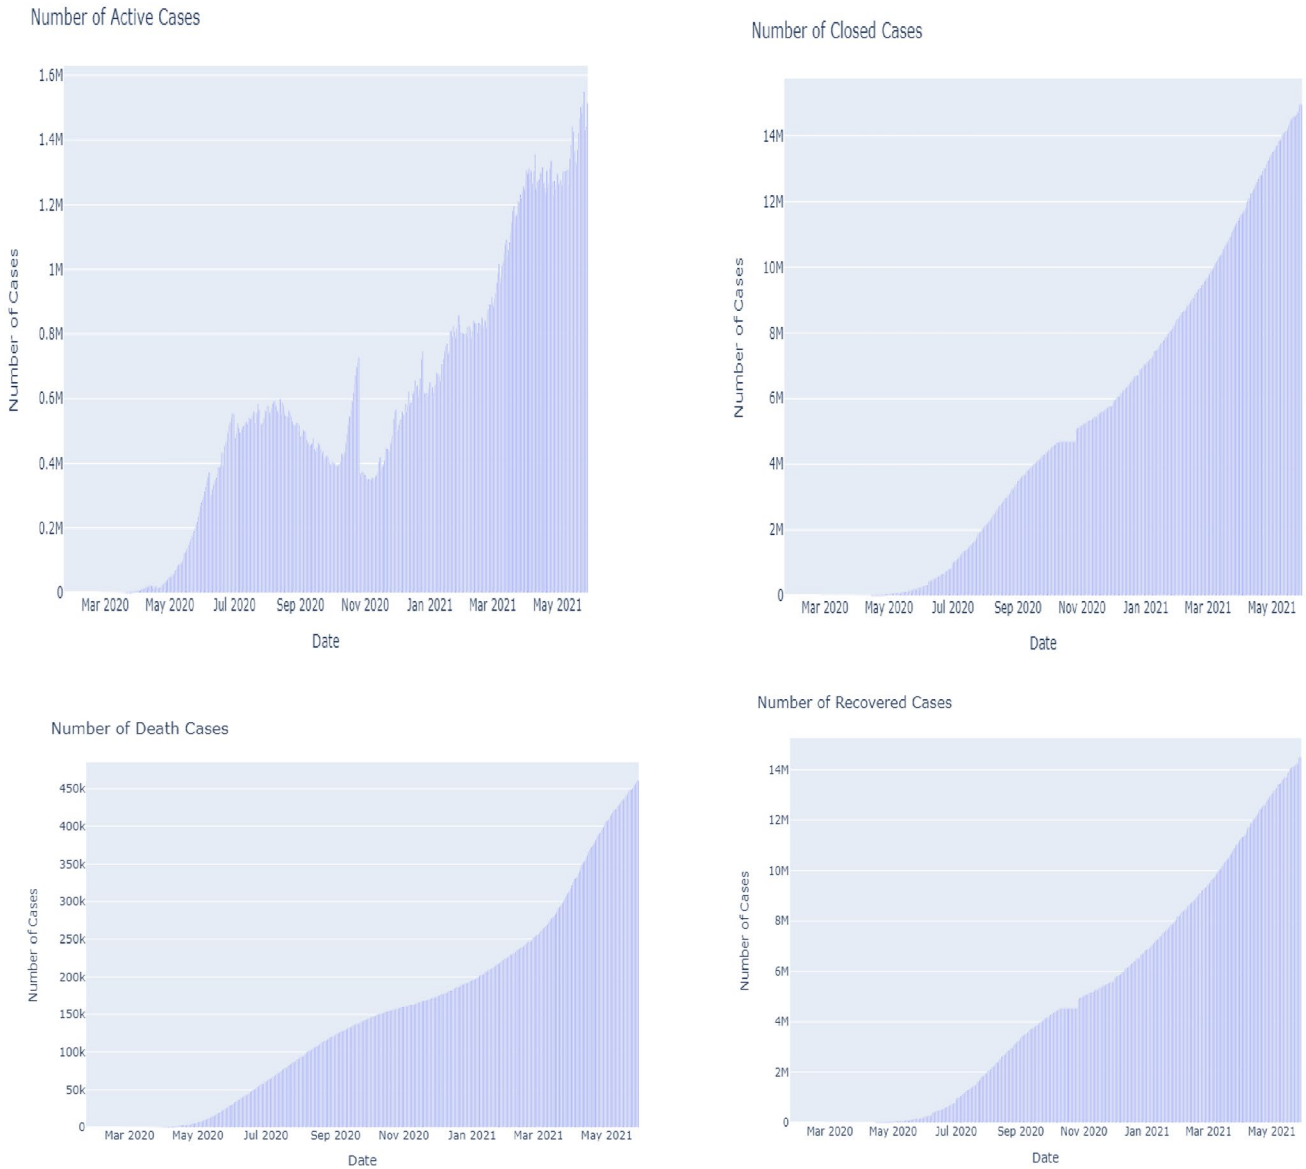 Number of Active Cases
1.6M
1.4M
1.2M
1M
0.8M
0.6M
0.4M
0.2M
0
Number of Cases
Mar 2020 May 2020 Jul 2020 Sep 2020 Nov 2020 Jan 2021 Mar 2021 May 2021
Date
Number of Closed Cases
14M
12M
10M
8M
6M
4M
2M
0
Number of Cases
Mar 2020 May 2020 Jul 2020 Sep 2020 Nov 2020 Jan 2021 Mar 2021 May 2021
Date
Number of Death Cases
450k
400k
350k
300k
250k
200k
150k
100k
50k
0
Number of Cases
Mar 2020 May 2020 Jul 2020 Sep 2020 Nov 2020 Jan 2021 Mar 2021 May 2021
Date
Number of Recovered Cases
14M
12M
10M
8M
6M
4M
2M
0
Number of Cases
Mar 2020 May 2020 Jul 2020 Sep 2020 Nov 2020 Jan 2021 Mar 2021 May 2021
Date